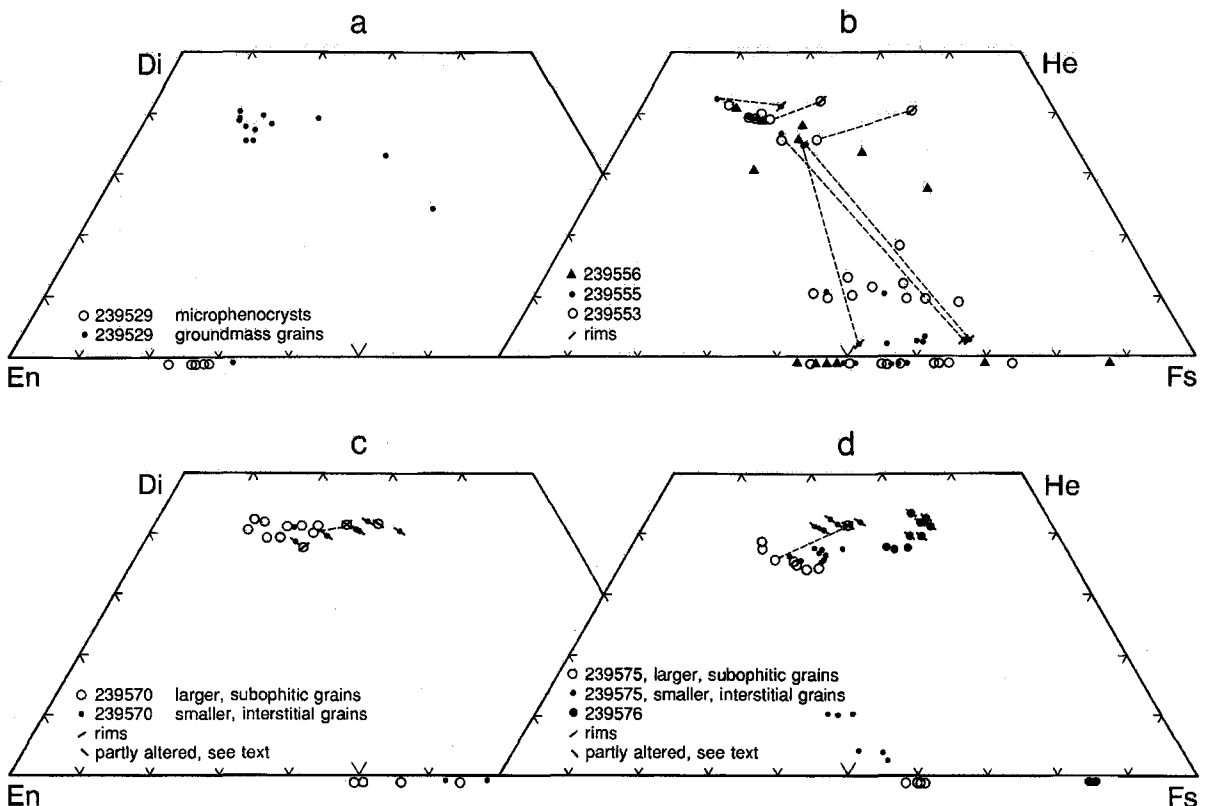 a
b
Di
He
239529 microphenocrysts
239529 groundmass grains
239556
239555
239553
rims
En
Fs
c
d
Di
He
239570 larger, subophitic grains
239570 smaller, interstitial grains
rims
partly altered, see text
239575, larger, subophitic grains
239575, smaller, interstitial grains
239576
rims
partly altered, see text
En
Fs